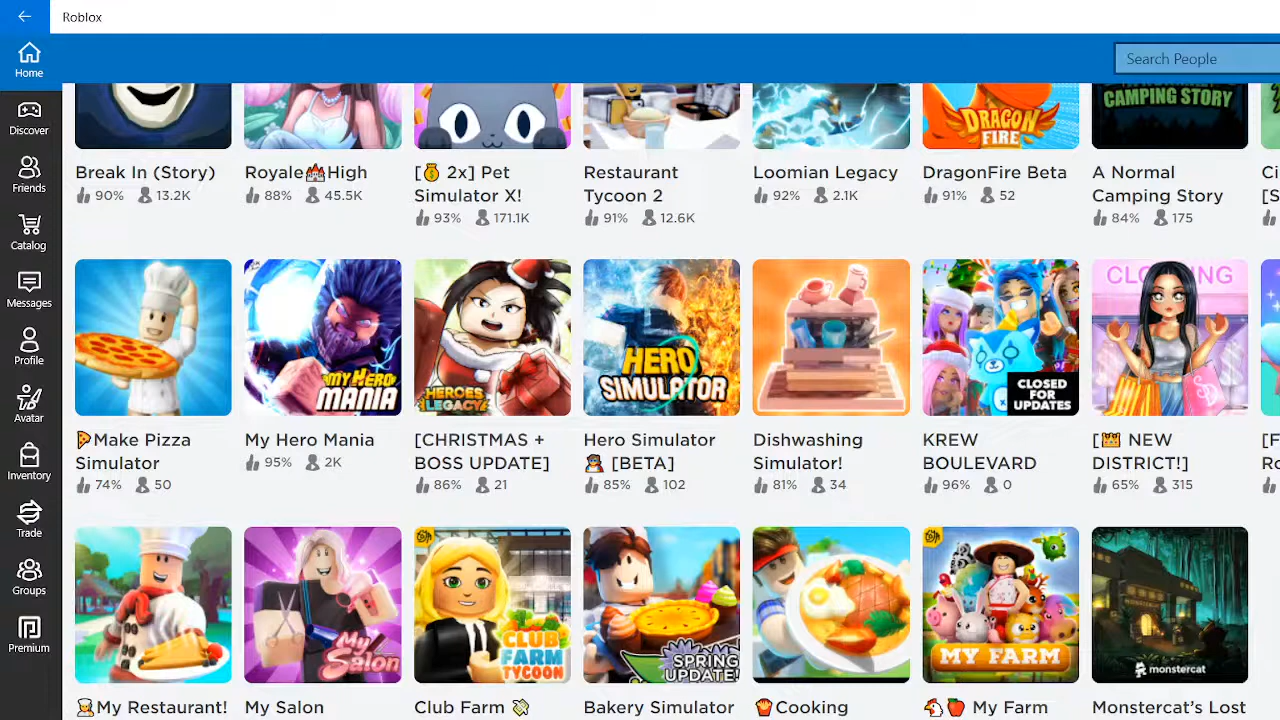 Roblox
Search People
Home
Discover
Friends
Catalog
Messages
Profile
Avatar
Inventory
Trade
Groups
Premium
DRAGON
FIRE
CAMPING STORY
Break In (Story)
90% 13.2K
Royale🏰High
88% 45.5K
[💰 2x] Pet
Simulator X!
93% 171.1K
Restaurant
Tycoon 2
91% 12.6K
Loomian Legacy
92% 2.1K
DragonFire Beta
91% 52
A Normal
Camping Story
84% 175
Ci
[S
MY HERO
MANIA
HEROES
LEGACY
HERO
SIMULATOR
CLOSED
FOR
UPDATES
CLOTHING
🍕Make Pizza
Simulator
74% 50
My Hero Mania
95% 2K
[CHRISTMAS +
BOSS UPDATE]
86% 21
Hero Simulator
🦸 [BETA]
85% 102
Dishwashing
Simulator!
81% 34
KREW
BOULEVARD
96% 0
[👑 NEW
DISTRICT!]
65% 315
[F
Ro
My
Salon
CLUB
FARM
TYCOON
SPRING
UPDATE!
MY FARM
MONSTERCAT
monstercat
👨‍🍳My Restaurant!
My Salon
Club Farm 💸
Bakery Simulator
🍟Cooking
🐔🍎 My Farm
Monstercat's Lost